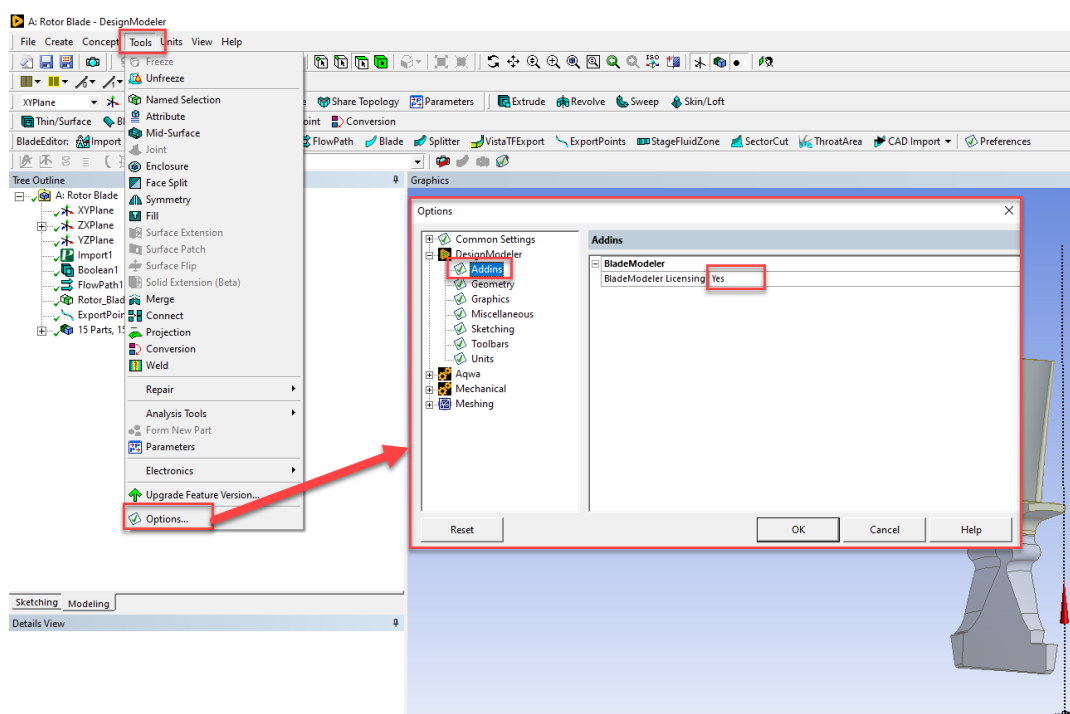 A: Rotor Blade - DesignModeler
File Create Concept Tools Units View Help
XYPlane
Share Topology Parameters Extrude Revolve Sweep Skin/Loft
Thin/Surface Conversion
BladeEditor: Import FlowPath Blade Splitter VistaTFExport ExportPoints StageFluidZone SectorCut ThroatArea CAD Import Preferences
Tree Outline
A: Rotor Blade
XYPlane
ZXPlane
YZPlane
Import1
Boolean1
FlowPath1
Rotor_Blad
ExportPoin
15 Parts, 15
Freeze
Unfreeze
Named Selection
Attribute
Mid-Surface
Joint
Enclosure
Face Split
Symmetry
Fill
Surface Extension
Surface Patch
Surface Flip
Solid Extension (Beta)
Merge
Connect
Projection
Conversion
Weld
Repair
Analysis Tools
Form New Part
Parameters
Electronics
Upgrade Feature Version...
Options...
Graphics
ISO
Options
Common Settings
DesignModeler
Addins
Geometry
Graphics
Miscellaneous
Sketching
Toolbars
Units
Aqwa
Mechanical
Meshing
Addins
BladeModeler
BladeModeler Licensing Yes
Reset OK Cancel Help
Sketching Modeling
Details View